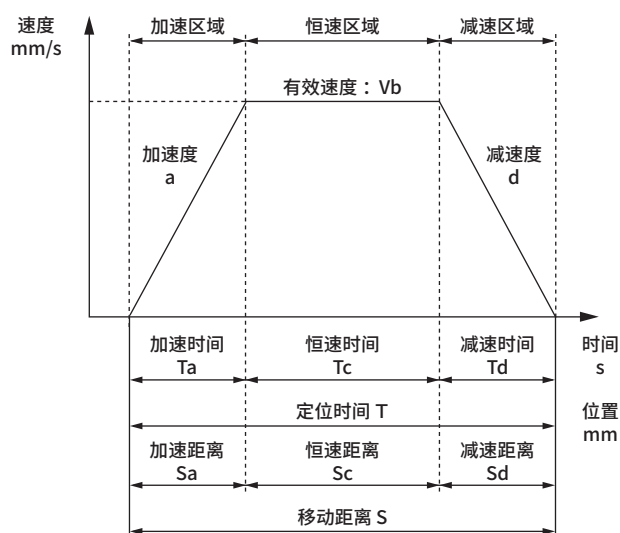 速度
mm/s
加速区域
恒速区域
减速区域
有效速度：Vb
加速度
a
减速度
d
加速时间
Ta
恒速时间
Tc
减速时间
Td
时间
s
定位时间 T
位置
mm
加速距离
Sa
恒速距离
Sc
减速距离
Sd
移动距离 S